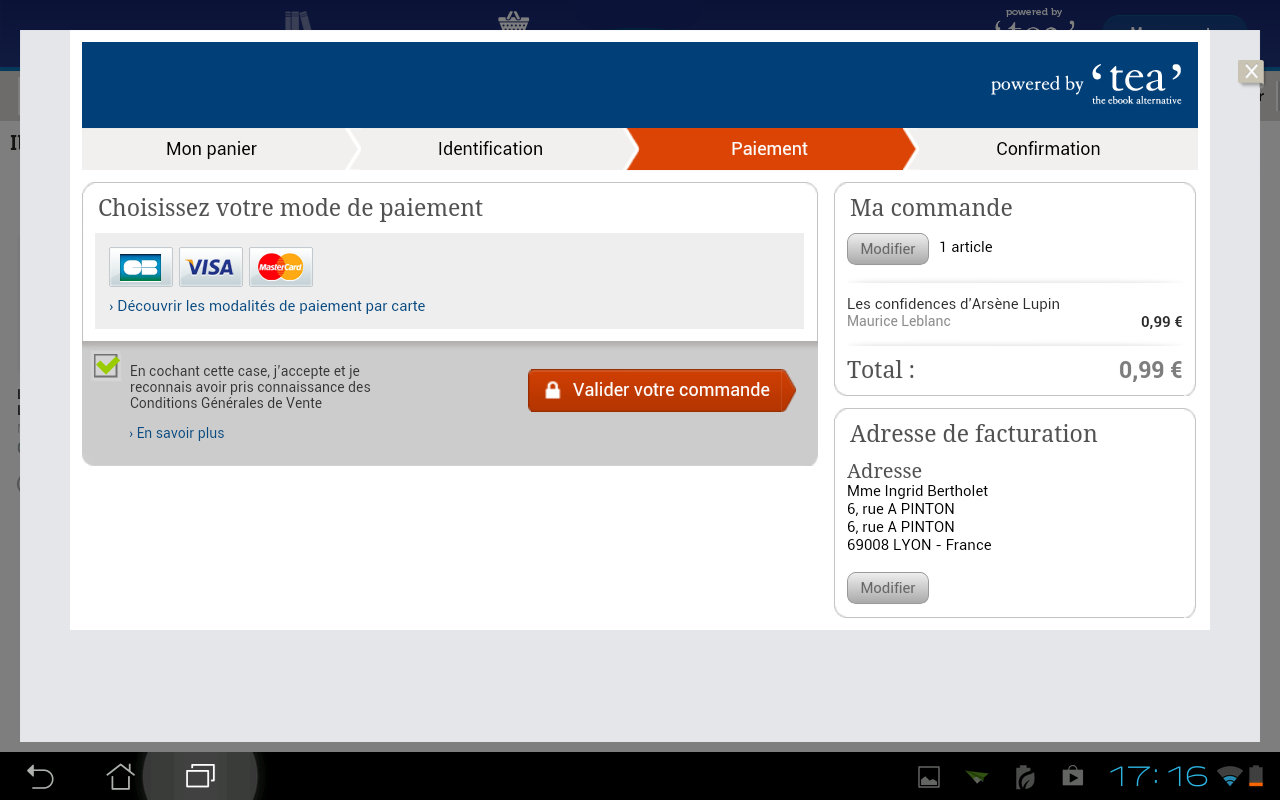 powered by
‘tea’
powered by ‘tea’
the ebook alternative
Mon panier
Identification
Paiement
Confirmation
Choisissez votre mode de paiement
CB VISA MasterCard
› Découvrir les modalités de paiement par carte
En cochant cette case, j'accepte et je
reconnais avoir pris connaissance des
Conditions Générales de Vente
› En savoir plus
Valider votre commande
Ma commande
Modifier
1 article
Les confidences d'Arsène Lupin
Maurice Leblanc
0,99 €
Total :
0,99 €
Adresse de facturation
Adresse
Mme Ingrid Bertholet
6, rue A PINTON
6, rue A PINTON
69008 LYON - France
Modifier
17:16